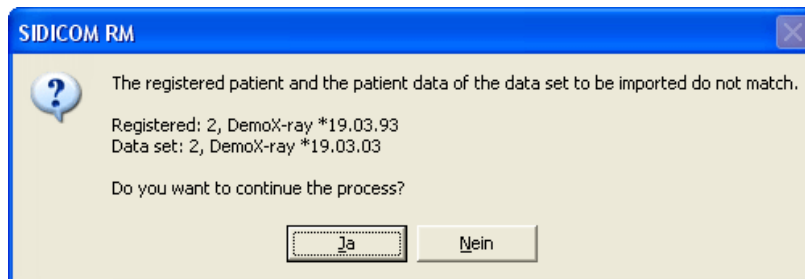 SIDICOM RM
The registered patient and the patient data of the data set to be imported do not match.
Registered: 2, DemoX-ray *19.03.93
Data set: 2, DemoX-ray *19.03.03
Do you want to continue the process?
Ja
Nein